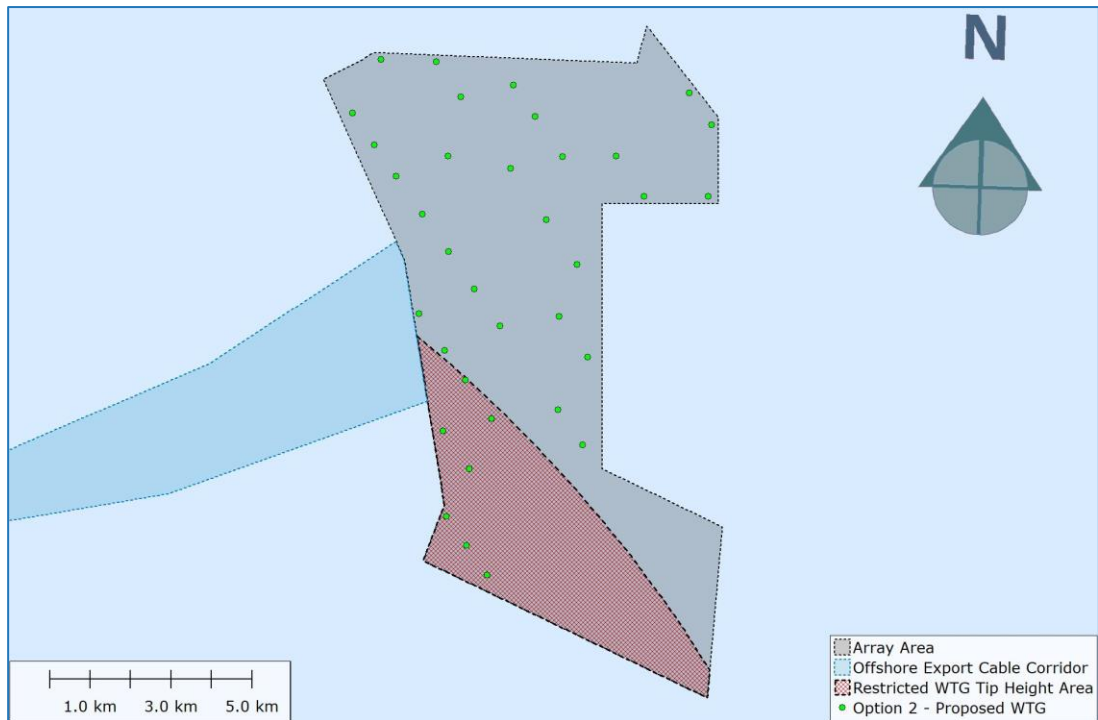 N
Array Area
Offshore Export Cable Corridor
Restricted WTG Tip Height Area
Option 2 - Proposed WTG
1.0 km 3.0 km 5.0 km